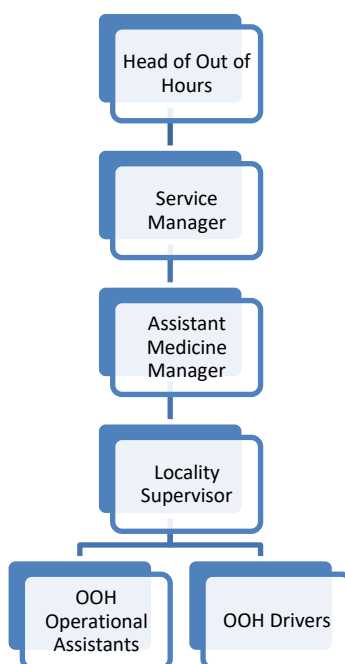 Head of Out of
Hours
Service
Manager
Assistant
Medicine
Manager
Locality
Supervisor
OOH
Operational
Assistants
OOH Drivers